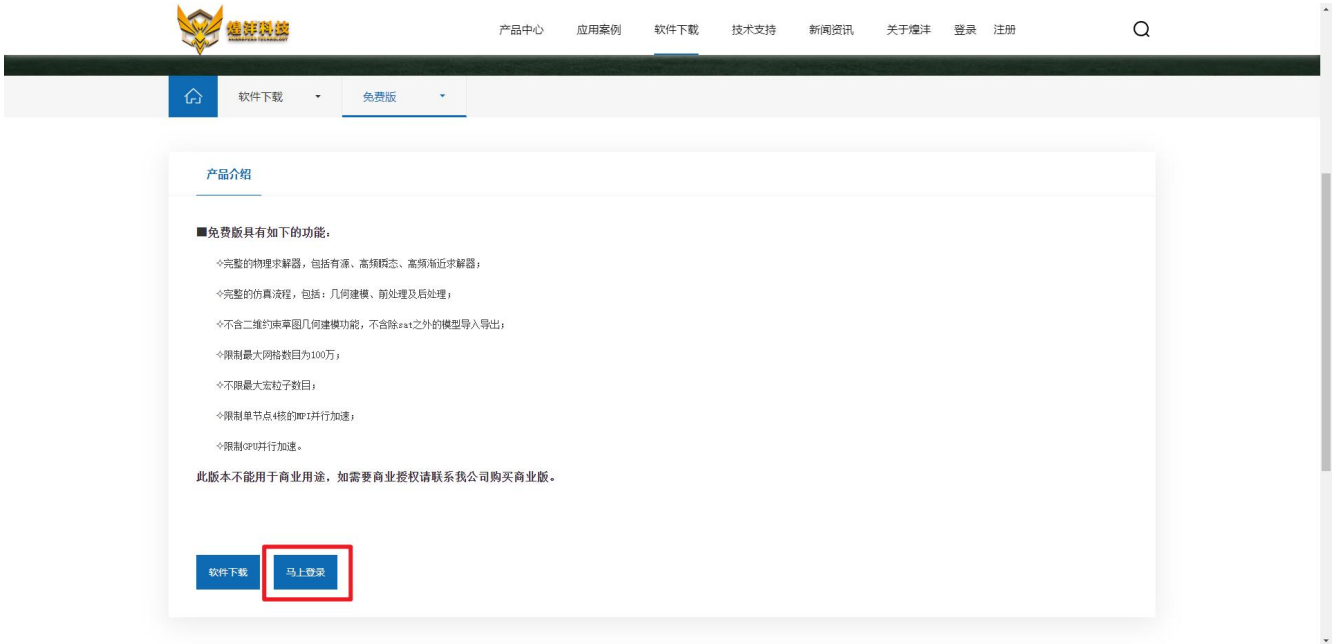 煌沣科技
产品中心 应用案例 软件下载 技术支持 新闻资讯 关于煌沣 登录 注册
软件下载 免费版
产品介绍
■免费版具有如下的功能：
✧完整的物理求解器，包括有源、高频瞬态、高频渐近求解器；
✧完整的仿真流程，包括：几何建模、前处理及后处理；
✧不含二维约束草图几何建模功能，不含除sat之外的模型导入导出；
✧限制最大网格数目为100万；
✧不限最大宏粒子数目；
✧限制单节点4核的MPI并行加速；
✧限制GPU并行加速。
此版本不能用于商业用途，如需要商业授权请联系我公司购买商业版。
软件下载 马上登录